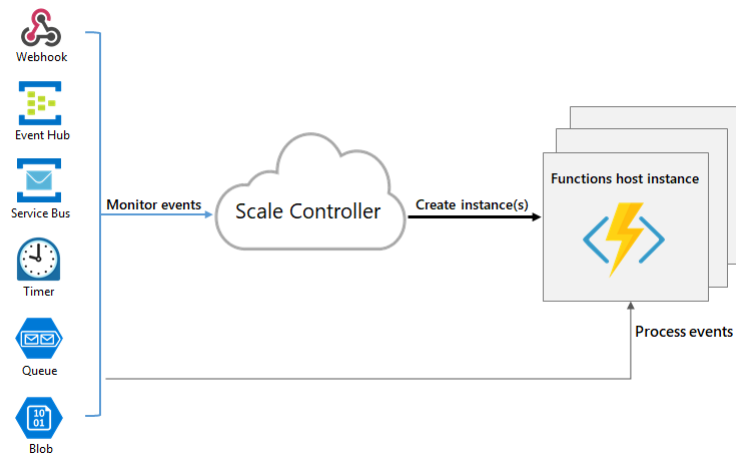 Webhook
Event Hub
Service Bus
Timer
Queue
10
01
Blob
Monitor events
Scale Controller
Create instance(s)
Functions host instance
Process events